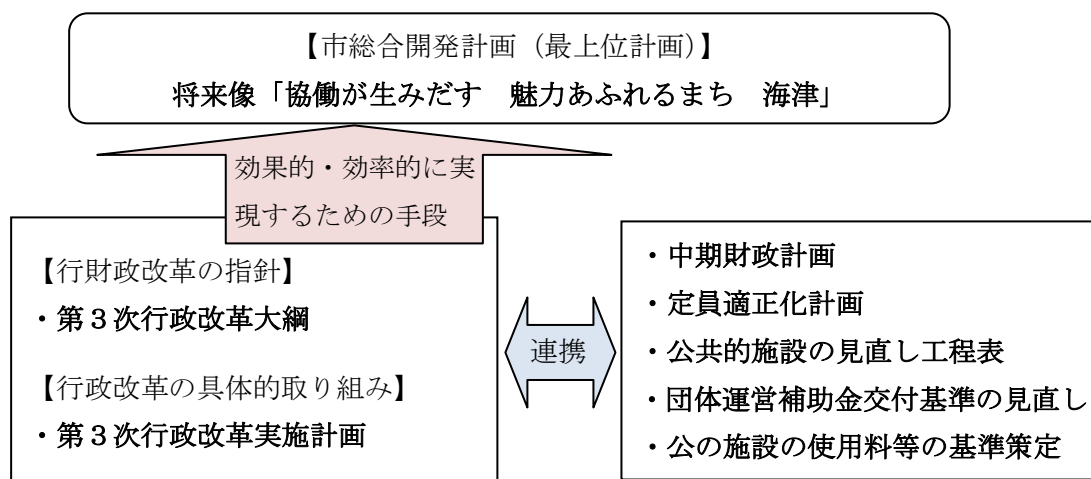 【市総合開発計画（最上位計画）】
将来像「協働が生みだす　魅力あふれるまち　海津」
効果的・効率的に実
現するための手段
【行財政改革の指針】
・第３次行政改革大綱
【行政改革の具体的取り組み】
・第３次行政改革実施計画
連携
・中期財政計画
・定員適正化計画
・公共的施設の見直し工程表
・団体運営補助金交付基準の見直し
・公の施設の使用料等の基準策定